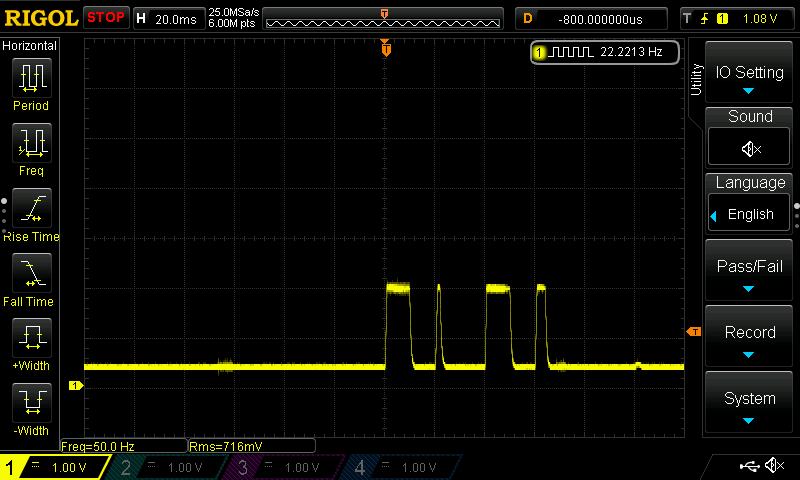 RIGOL STOP H 20.0ms 25.0MSa/s 6.00M pts T D -800.000000us T 1 1.08 V
Horizontal
Period
Freq
Rise Time
Fall Time
+Width
-Width
T
1 22.2213 Hz
T
1
Utility
IO Setting
Sound
Language
English
Pass/Fail
Record
System
Freq=50.0 Hz Rms=716mV
1 1.00 V 2 1.00 V 3 1.00 V 4 1.00 V